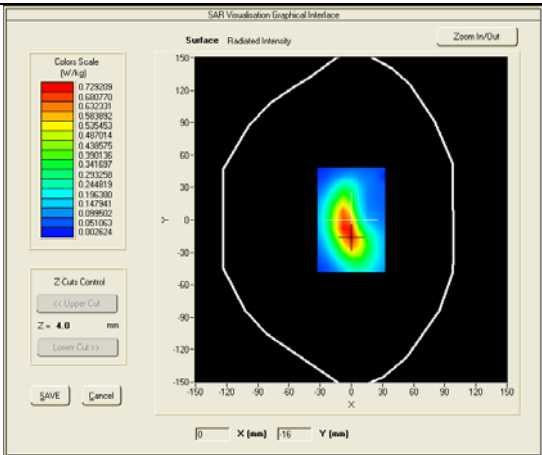 SAR Visualisation Graphical Interface
Surface Radiated Intensity
Zoom In/Out
Colors Scale
(W/kg)
0.729209
0.680770
0.632331
0.583892
0.535453
0.487014
0.438575
0.390136
0.341697
0.293258
0.244819
0.196380
0.147941
0.099502
0.051063
0.002624
Z-Cuts Control
<< Upper Cut
Z = 4.0 mm
Lower Cut >>
SAVE Cancel
150-
120-
90-
60-
30-
Y 0-
-30-
-60-
-90-
-120-
-150-
-150 -120 -90 -60 -30 0 30 60 90 120 150
X
0 X (mm) -16 Y (mm)